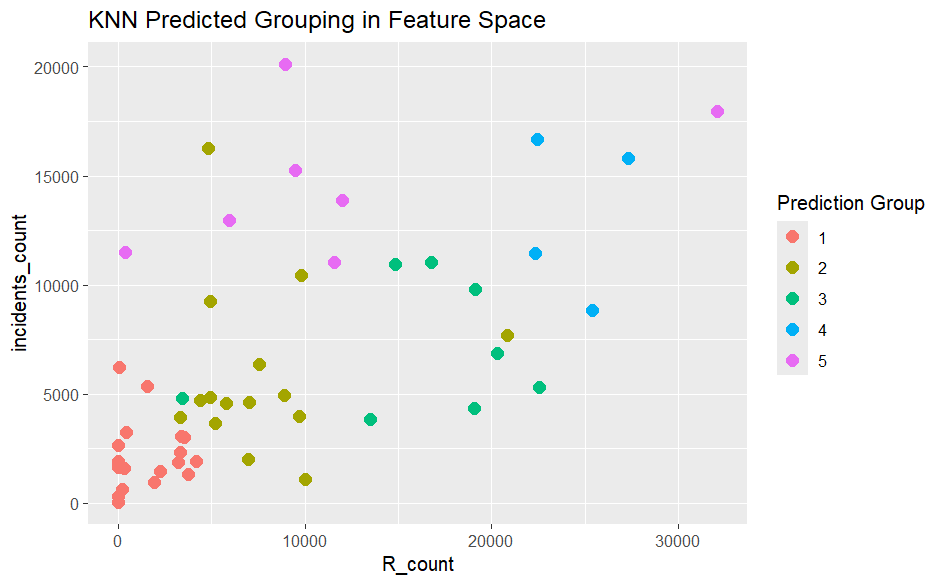 KNN Predicted Grouping in Feature Space
20000
15000
10000
5000
0
incidents_count
0 10000 20000 30000
R_count
Prediction Group
1
2
3
4
5